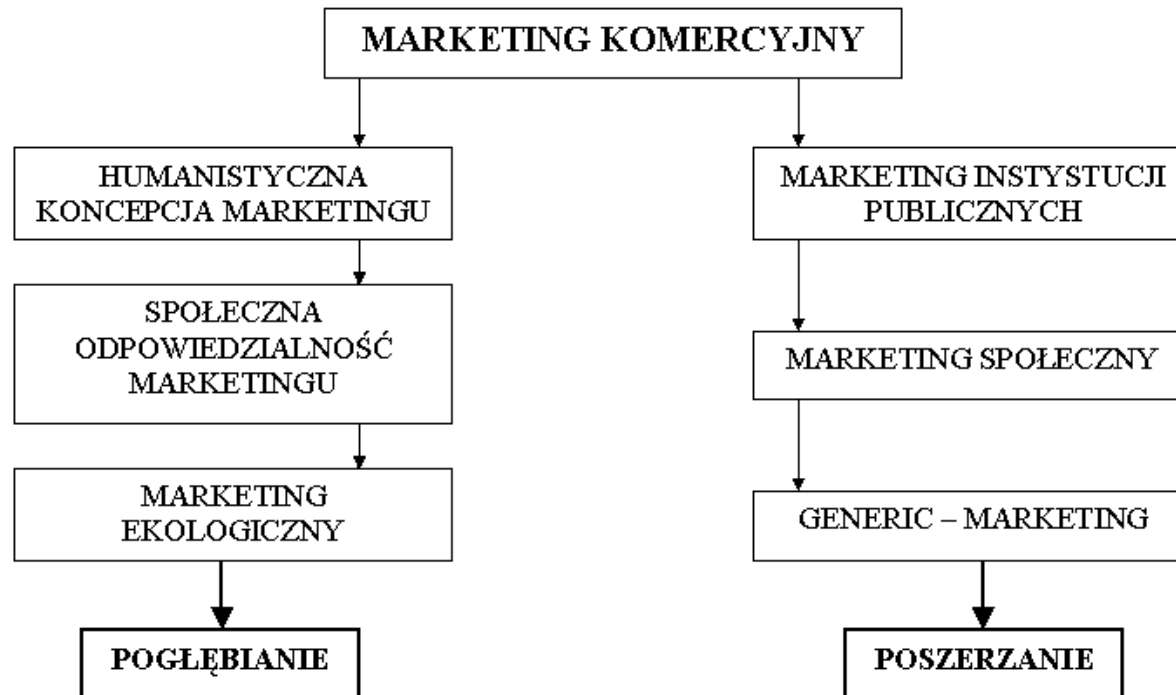 MARKETING KOMERCYJNY
HUMANISTYCZNA
KONCEPCJA MARKETINGU
SPOŁECZNA
ODPOWIEDZIALNOŚĆ
MARKETINGU
MARKETING
EKOLOGICZNY
POGŁĘBIANIE
MARKETING INSTYSTUCJI
PUBLICZNYCH
MARKETING SPOŁECZNY
GENERIC – MARKETING
POSZERZANIE